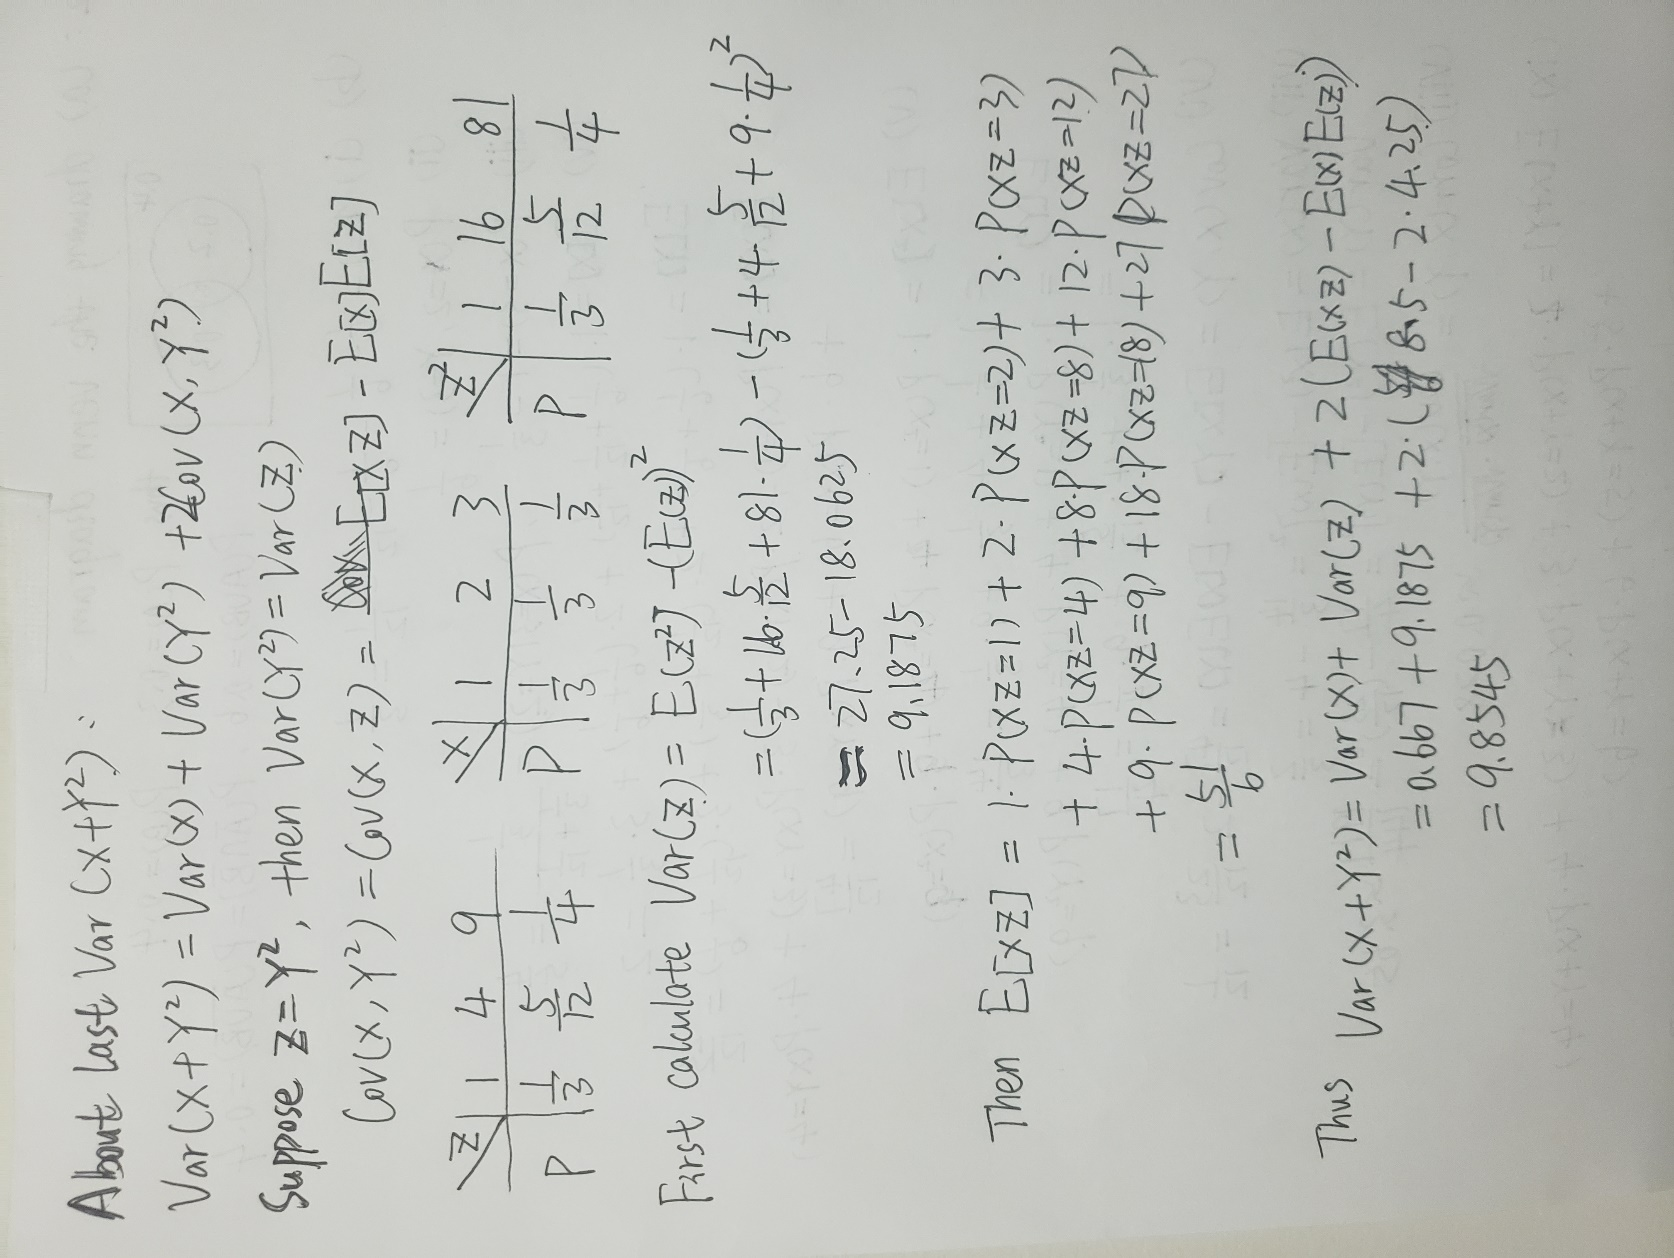 About last Var(X+Y²):
Var(X+Y²) = Var(X) + Var(Y²) + 2Cov(X,Y²)
Suppose Z=Y², then Var(Y²)=Var(Z)
Cov(X,Y²) = Cov(X,Z) = E[XZ] - E[X]E[Z]
Z 1 4 9
P 1/3 5/12 1/4
X 1 2 3
P 1/3 1/3 1/3
Z² 1 16 81
P 1/3 5/12 1/4
First calculate Var(Z) = E(Z²) - (E(Z))²
= (1/3 + 16·5/12 + 81·1/4) - (1/3 + 4·5/12 + 9·1/4)²
= 27.25 - 18.0625
= 9.1875
Then E[XZ] = 1·P(XZ=1) + 2·P(XZ=2) + 3·P(XZ=3)
+ 4·P(XZ=4) + 8·P(XZ=8) + 12·P(XZ=12)
+ 9·P(XZ=9) + 18·P(XZ=18) + 27 P(XZ=27)
= 51/6
Thus Var(X+Y²) = Var(X) + Var(Z) + 2(E(XZ) - E(X)E(Z))
= 0.667 + 9.1875 + 2·(8.5 - 2·4.25)
= 9.8545